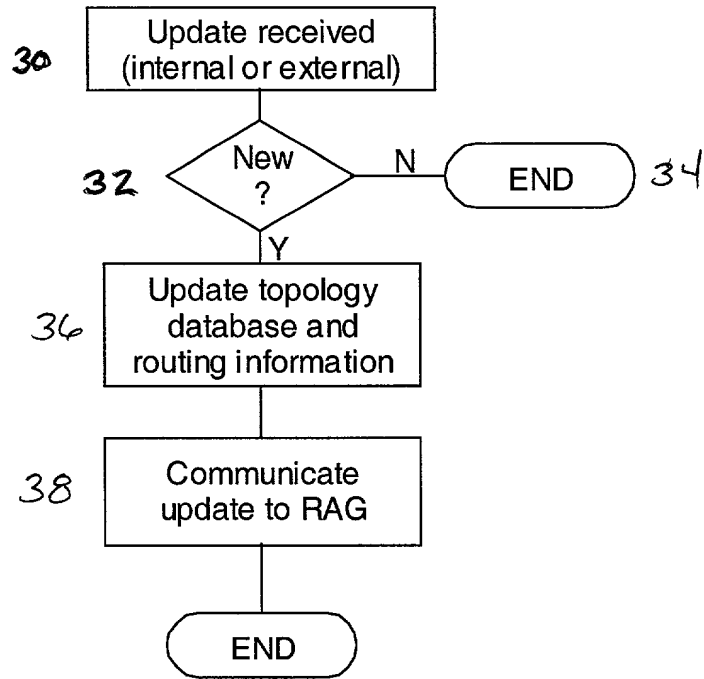 30
Update received
(internal or external)
32
New
?
N
END
34
Y
36
Update topology
database and
routing information
38
Communicate
update to RAG
END